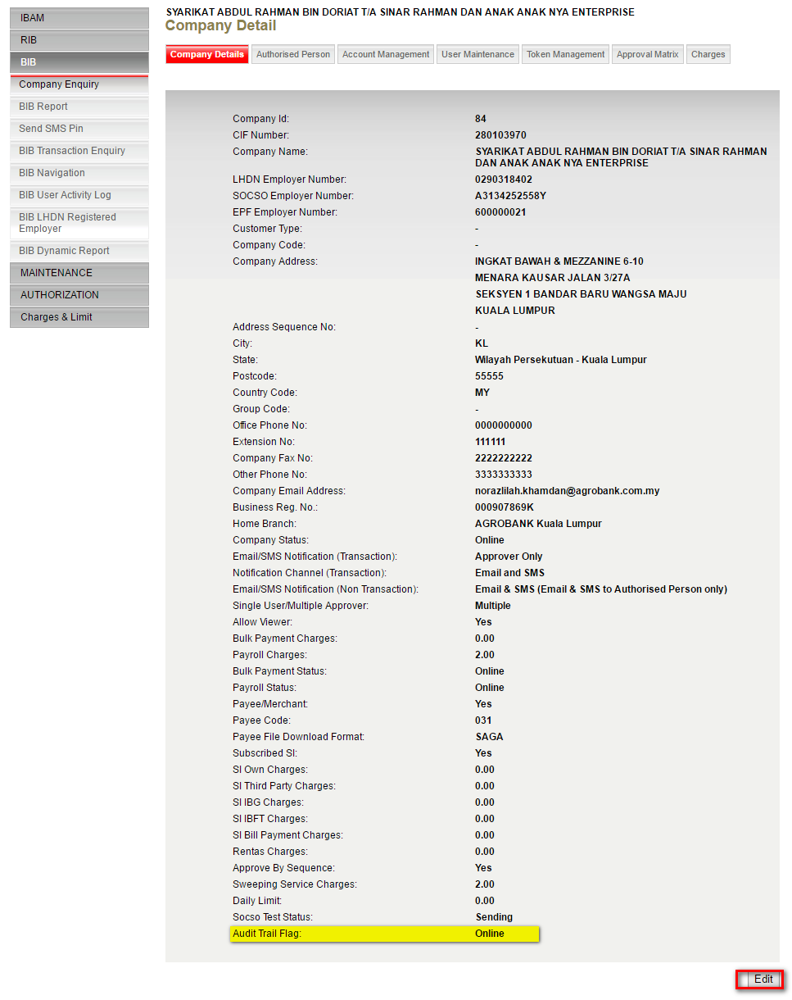 IBAM
RIB
BIB
Company Enquiry
BIB Report
Send SMS Pin
BIB Transaction Enquiry
BIB Navigation
BIB User Activity Log
BIB LHDN Registered
Employer
BIB Dynamic Report
MAINTENANCE
AUTHORIZATION
Charges & Limit
SYARIKAT ABDUL RAHMAN BIN DORIAT T/A SINAR RAHMAN DAN ANAK ANAK NYA ENTERPRISE
Company Detail
Company Details Authorised Person Account Management User Maintenance Token Management Approval Matrix Charges
Company Id: 84
CIF Number: 280103970
Company Name: SYARIKAT ABDUL RAHMAN BIN DORIAT T/A SINAR RAHMAN
DAN ANAK ANAK NYA ENTERPRISE
LHDN Employer Number: 0290318402
SOCSO Employer Number: A3134252558Y
EPF Employer Number: 600000021
Customer Type: -
Company Code: -
Company Address: INGKAT BAWAH & MEZZANINE 6-10
MENARA KAUSAR JALAN 3/27A
SEKSYEN 1 BANDAR BARU WANGSA MAJU
KUALA LUMPUR
Address Sequence No: -
City: KL
State: Wilayah Persekutuan - Kuala Lumpur
Postcode: 55555
Country Code: MY
Group Code: -
Office Phone No: 0000000000
Extension No: 111111
Company Fax No: 2222222222
Other Phone No: 3333333333
Company Email Address: norazlilah.khamdan@agrobank.com.my
Business Reg. No.: 000907869K
Home Branch: AGROBANK Kuala Lumpur
Company Status: Online
Email/SMS Notification (Transaction): Approver Only
Notification Channel (Transaction): Email and SMS
Email/SMS Notification (Non Transaction): Email & SMS (Email & SMS to Authorised Person only)
Single User/Multiple Approver: Multiple
Allow Viewer: Yes
Bulk Payment Charges: 0.00
Payroll Charges: 2.00
Bulk Payment Status: Online
Payroll Status: Online
Payee/Merchant: Yes
Payee Code: 031
Payee File Download Format: SAGA
Subscribed SI: Yes
SI Own Charges: 0.00
SI Third Party Charges: 0.00
SI IBG Charges: 0.00
SI IBFT Charges: 0.00
SI Bill Payment Charges: 0.00
Rentas Charges: 0.00
Approve By Sequence: Yes
Sweeping Service Charges: 2.00
Daily Limit: 0.00
Socso Test Status: Sending
Audit Trail Flag: Online
Edit